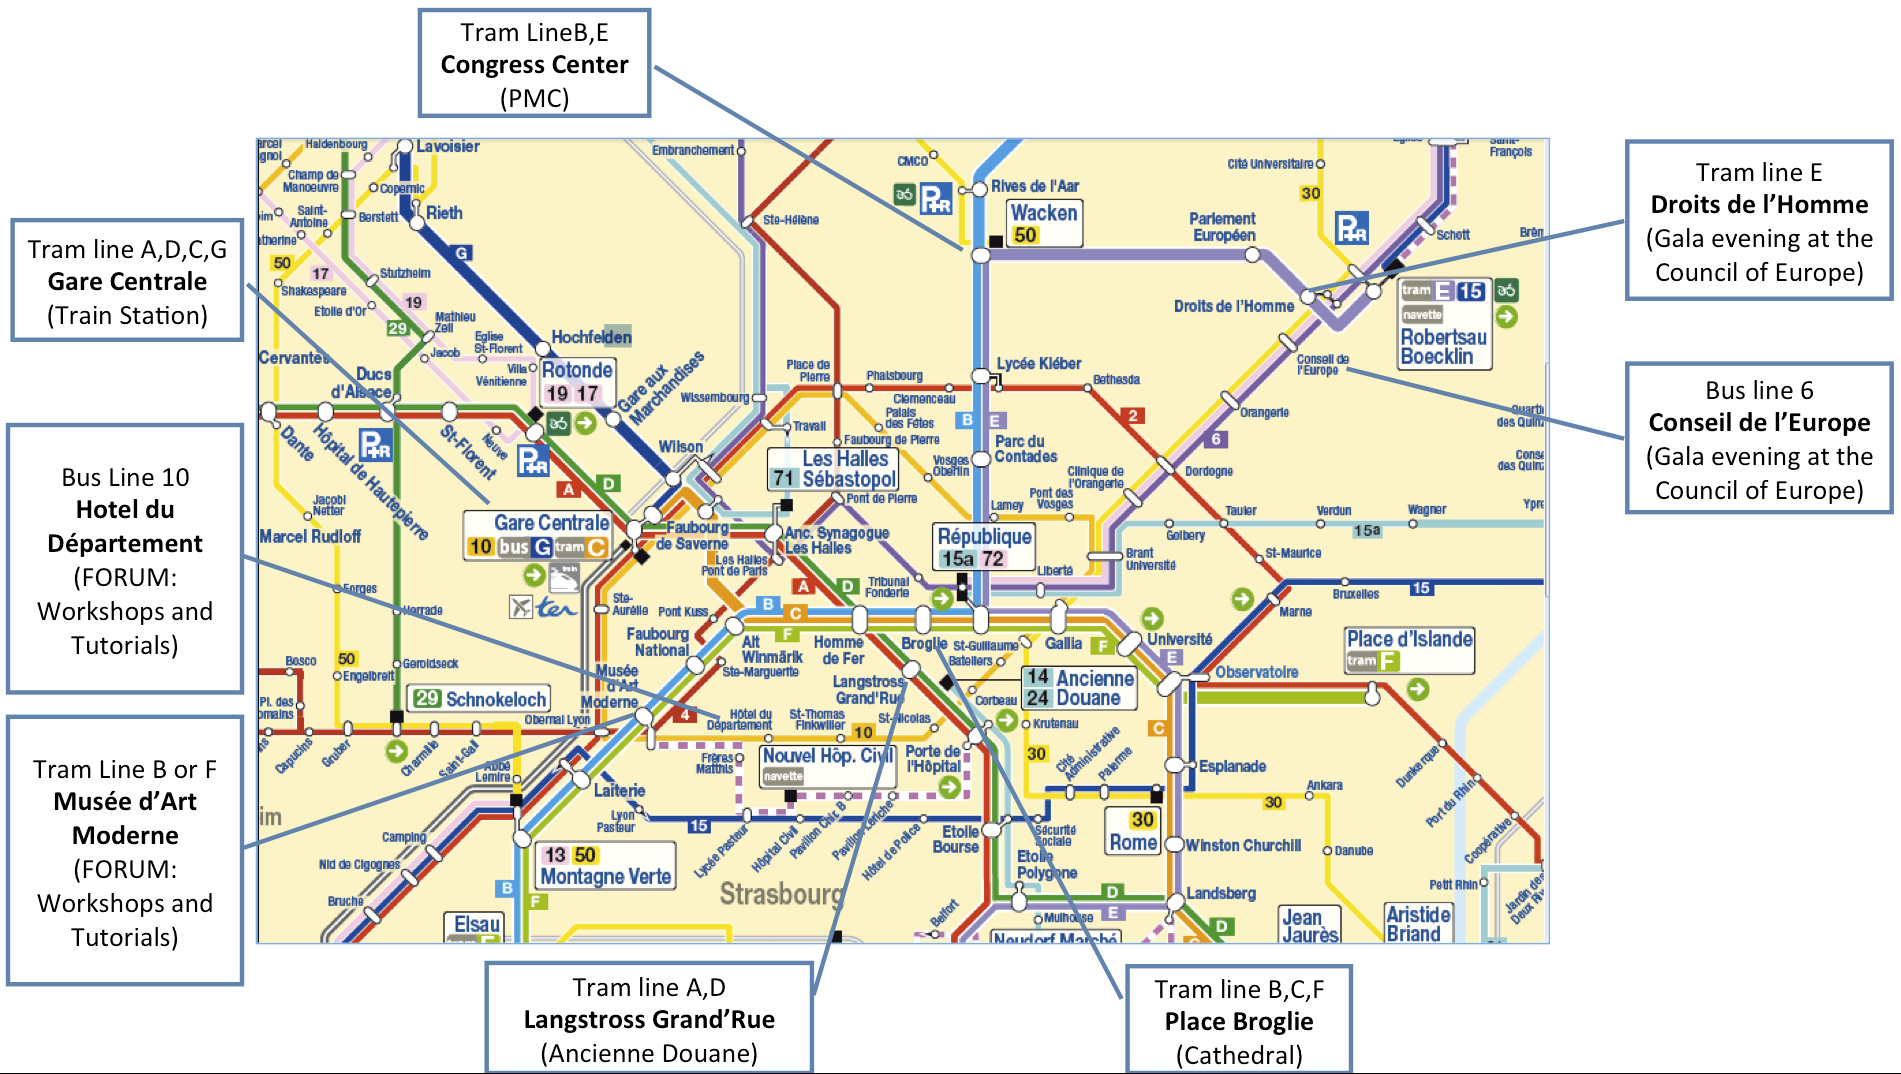 Tram LineB,E
Congress Center
(PMC)
Tram line A,D,C,G
Gare Centrale
(Train Station)
Bus Line 10
Hotel du
Département
(FORUM:
Workshops and
Tutorials)
Tram Line B or F
Musée d’Art
Moderne
(FORUM:
Workshops and
Tutorials)
Tram line A,D
Langstross Grand’Rue
(Ancienne Douane)
Tram line B,C,F
Place Broglie
(Cathedral)
Tram line E
Droits de l’Homme
(Gala evening at the
Council of Europe)
Bus line 6
Conseil de l’Europe
(Gala evening at the
Council of Europe)
Haldenbourg
Lavoisier
Champ de
Manoeuvre
Copernic
Saint-
Antoine
Berstett
Rieth
G
50
17
Stutzheim
Shakespeare
Etoile d'Or
19
29
Mathieu
Zell
Jacob
Eglise
St-Florent
Hochfelden
Villa
Vénitienne
Cervantes
Ducs
d'Alsace
Rotonde
19 17
Gare aux
Marchandises
Dante
Hôpital de Hautepierre
P+R
St-Florent
Neuve
P+R
A
D
Wilson
Jacobi
Netter
Marcel Rudloff
Gare Centrale
10 bus G tram C
Faubourg
de Saverne
train
ter
Forges
Herrade
Ste-
Aurélie
Pont Kuss
Faubourg
National
Bosco
50
Engelbreit
Geroldseck
29 Schnokeloch
Pl. des
Capucins
Gruber
Charmille
Saint-Gall
Obernai Lyon
Abbé
Lemire
Musée
d'Art
Moderne
Ste-Marguerite
4
Laiterie
Lyon
Pasteur
15
Camping
Nid de Cigognes
Bruche
13 50
Montagne Verte
B
F
Elsau
Embranchement
Ste-Hélène
Wissembourg
Place de
Pierre
Phalsbourg
Clemenceau
Palais
des Fêtes
Travail
Faubourg de Pierre
71 Les Halles
Sébastopol
Vosges
Oberlin
Pont de Pierre
Anc. Synagogue
Les Halles
Les Halles
Pont de Paris
A
D
Tribunal
Fonderie
B
C
F
Alt
Winmärik
Homme
de Fer
Broglie
St-Guillaume
Bateliers
Langstross
Grand'Rue
Hôtel du
Département
St-Thomas
Finkwiller
St-Nicolas
10
Corbeau
Frères
Matthis
Nouvel Hôp. Civil
navette
Porte de
l'Hôpital
Lycée Pasteur
Hôpital Civil
Pavillon Chir. B
Pavillon Leriche
Hôtel de Police
Etoile
Bourse
Etoile
Polygone
Strasbourg
Belfort
Mulhouse
Neudorf Marché
CMCO
P+R
Rives de l'Aar
Wacken
50
Lycée Kléber
B
E
Parc du
Contades
Bethesda
2
Lamey
Pont des
Vosges
Clinique de
l'Orangerie
République
15a 72
Liberté
Brant
Université
Gallia
F
Université
E
14 Ancienne
24 Douane
Krutenau
30
Cité
Administrative
Palerme
Sécurité
Sociale
30
Rome
C
Esplanade
Winston Churchill
Landsberg
D
E
D
Cité Universitaire
30
P+R
Parlement
Européen
Schott
Droits de l'Homme
tram E 15
navette
Robertsau
Boecklin
Conseil de
l'Europe
Orangerie
6
Dordogne
Golbery
Tauler
Verdun
15a
Wagner
St-Maurice
Bruxelles
15
Marne
Place d'Islande
tram F
Observatoire
Dunkerque
Port du Rhin
Coopérative
Ankara
30
Danube
Petit Rhin
Jean
Jaurès
Aristide
Briand
Saint-
François